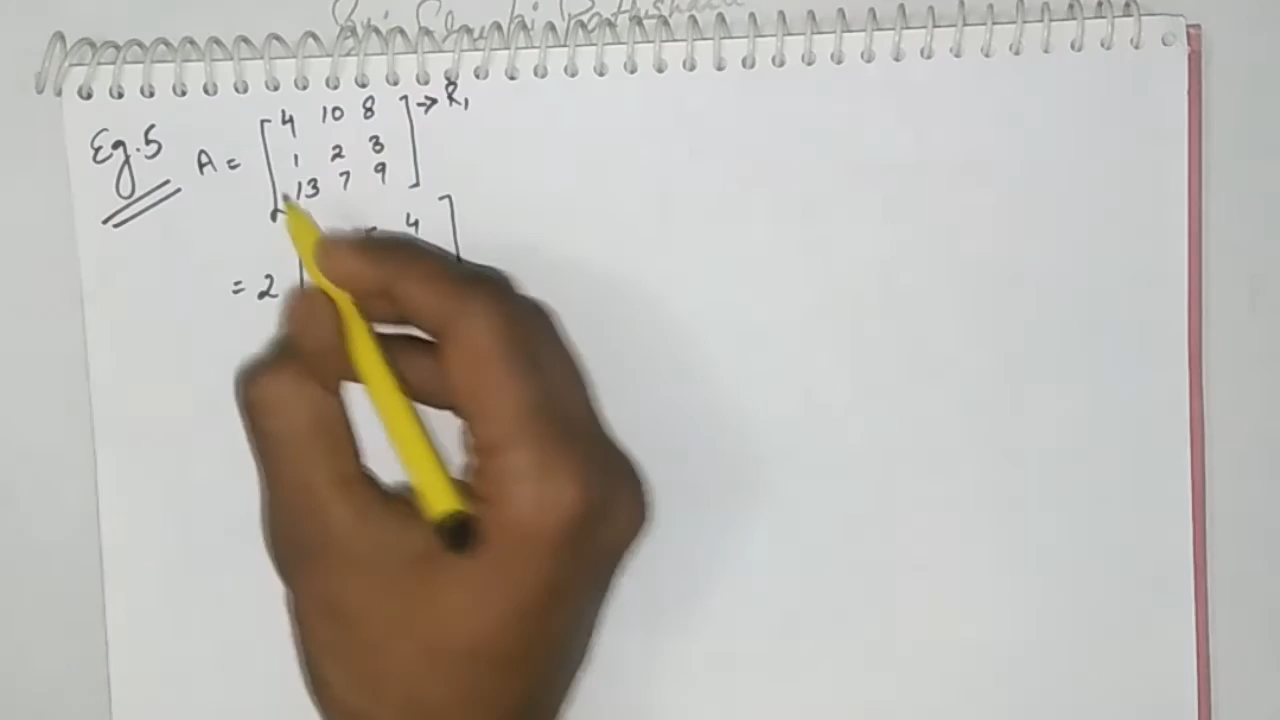 Eg.5 A = [4 10 8] → R₁
1 2 3
13 7 9
4
= 2